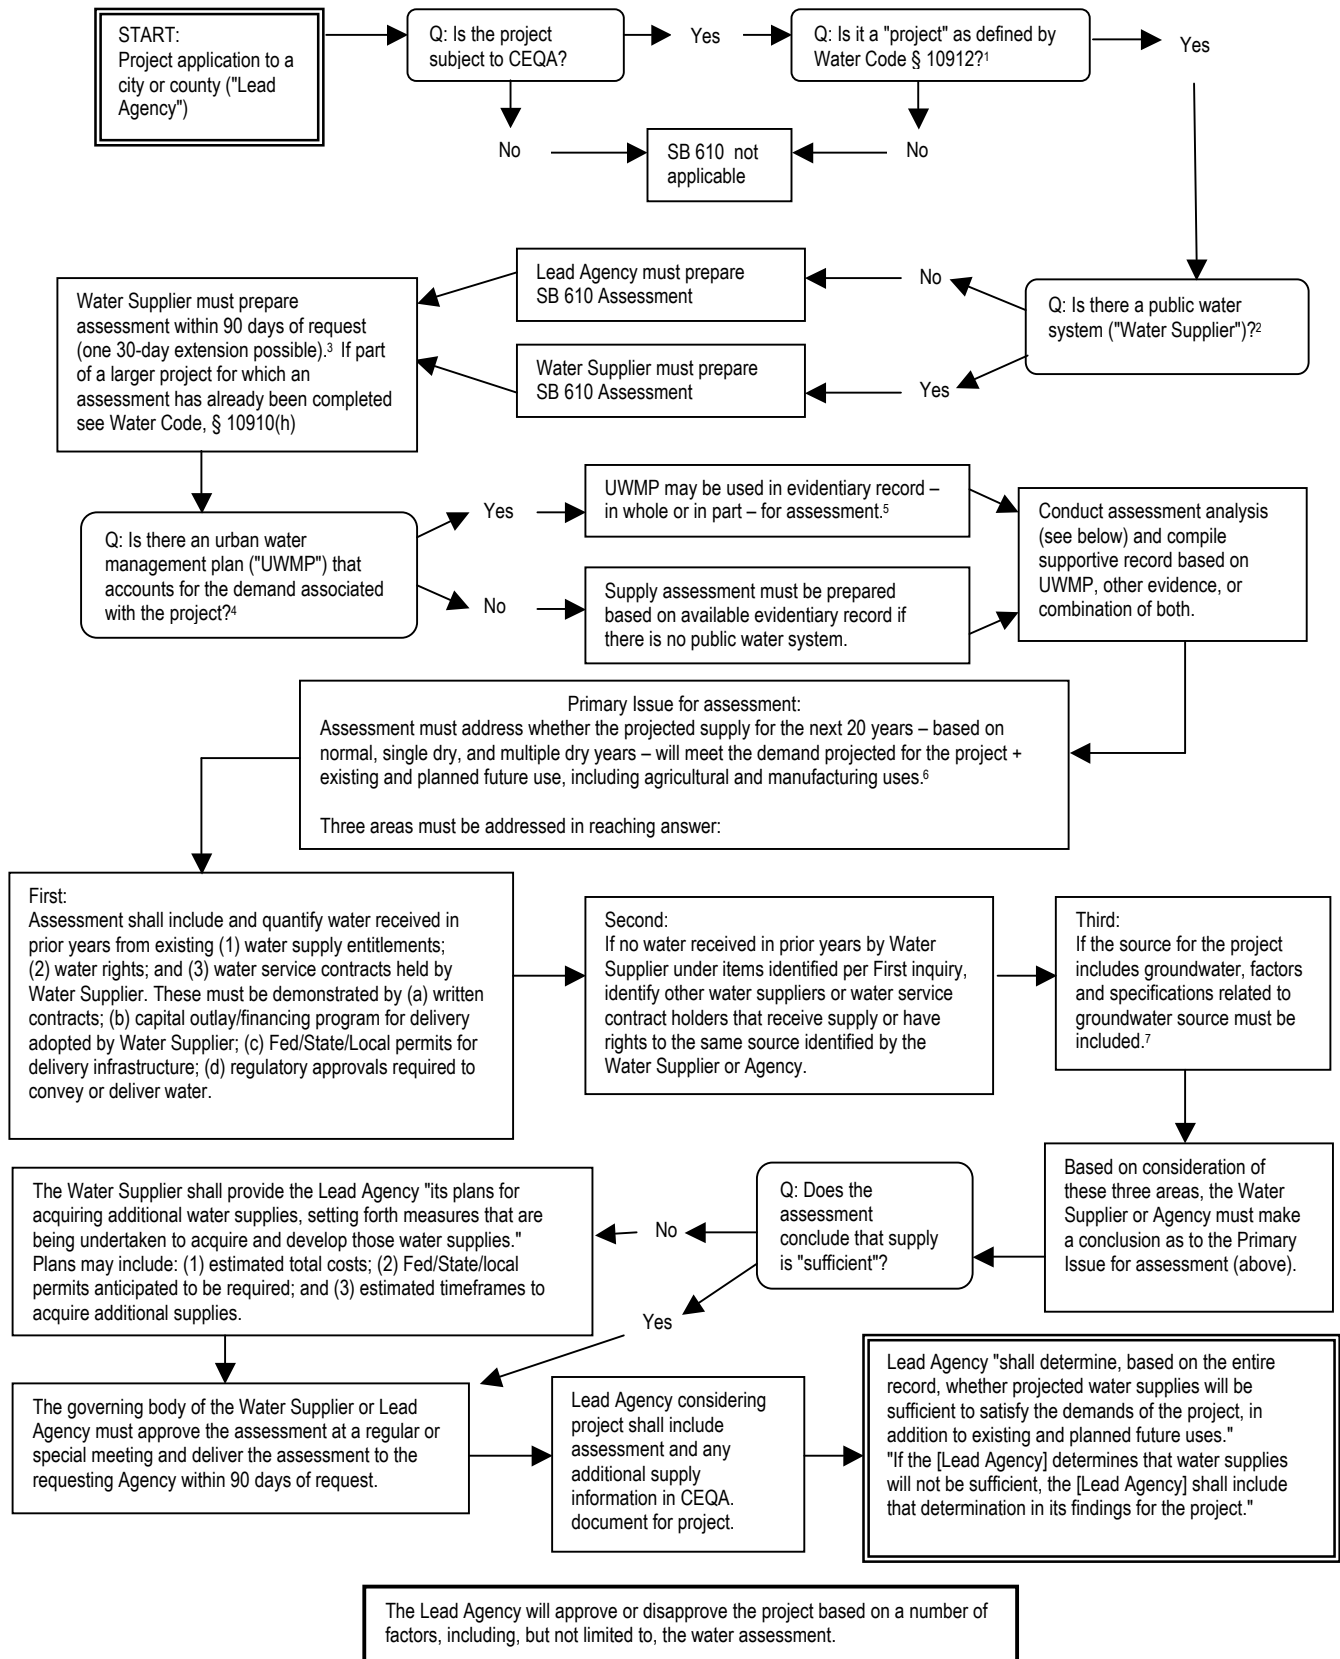 START:
Project application to a
city or county ("Lead
Agency")
Q: Is the project
subject to CEQA?
Yes
Q: Is it a "project" as defined by
Water Code § 10912?¹
Yes
No
SB 610 not
applicable
No
Lead Agency must prepare
SB 610 Assessment
No
Q: Is there a public water
system ("Water Supplier")?²
Water Supplier must prepare
assessment within 90 days of request
(one 30-day extension possible).³ If part
of a larger project for which an
assessment has already been completed
see Water Code, § 10910(h)
Water Supplier must prepare
SB 610 Assessment
Yes
Q: Is there an urban water
management plan ("UWMP") that
accounts for the demand associated
with the project?⁴
Yes
UWMP may be used in evidentiary record –
in whole or in part – for assessment.⁵
No
Supply assessment must be prepared
based on available evidentiary record if
there is no public water system.
Conduct assessment analysis
(see below) and compile
supportive record based on
UWMP, other evidence, or
combination of both.
Primary Issue for assessment:
Assessment must address whether the projected supply for the next 20 years – based on
normal, single dry, and multiple dry years – will meet the demand projected for the project +
existing and planned future use, including agricultural and manufacturing uses.⁶
Three areas must be addressed in reaching answer:
First:
Assessment shall include and quantify water received in
prior years from existing (1) water supply entitlements;
(2) water rights; and (3) water service contracts held by
Water Supplier. These must be demonstrated by (a) written
contracts; (b) capital outlay/financing program for delivery
adopted by Water Supplier; (c) Fed/State/Local permits for
delivery infrastructure; (d) regulatory approvals required to
convey or deliver water.
Second:
If no water received in prior years by Water
Supplier under items identified per First inquiry,
identify other water suppliers or water service
contract holders that receive supply or have
rights to the same source identified by the
Water Supplier or Agency.
Third:
If the source for the project
includes groundwater, factors
and specifications related to
groundwater source must be
included.⁷
Based on consideration of
these three areas, the Water
Supplier or Agency must make
a conclusion as to the Primary
Issue for assessment (above).
Q: Does the
assessment
conclude that supply
is "sufficient"?
No
The Water Supplier shall provide the Lead Agency "its plans for
acquiring additional water supplies, setting forth measures that are
being undertaken to acquire and develop those water supplies."
Plans may include: (1) estimated total costs; (2) Fed/State/local
permits anticipated to be required; and (3) estimated timeframes to
acquire additional supplies.
Yes
The governing body of the Water Supplier or Lead
Agency must approve the assessment at a regular or
special meeting and deliver the assessment to the
requesting Agency within 90 days of request.
Lead Agency considering
project shall include
assessment and any
additional supply
information in CEQA.
document for project.
Lead Agency "shall determine, based on the entire
record, whether projected water supplies will be
sufficient to satisfy the demands of the project, in
addition to existing and planned future uses."
"If the [Lead Agency] determines that water supplies
will not be sufficient, the [Lead Agency] shall include
that determination in its findings for the project."
The Lead Agency will approve or disapprove the project based on a number of
factors, including, but not limited to, the water assessment.